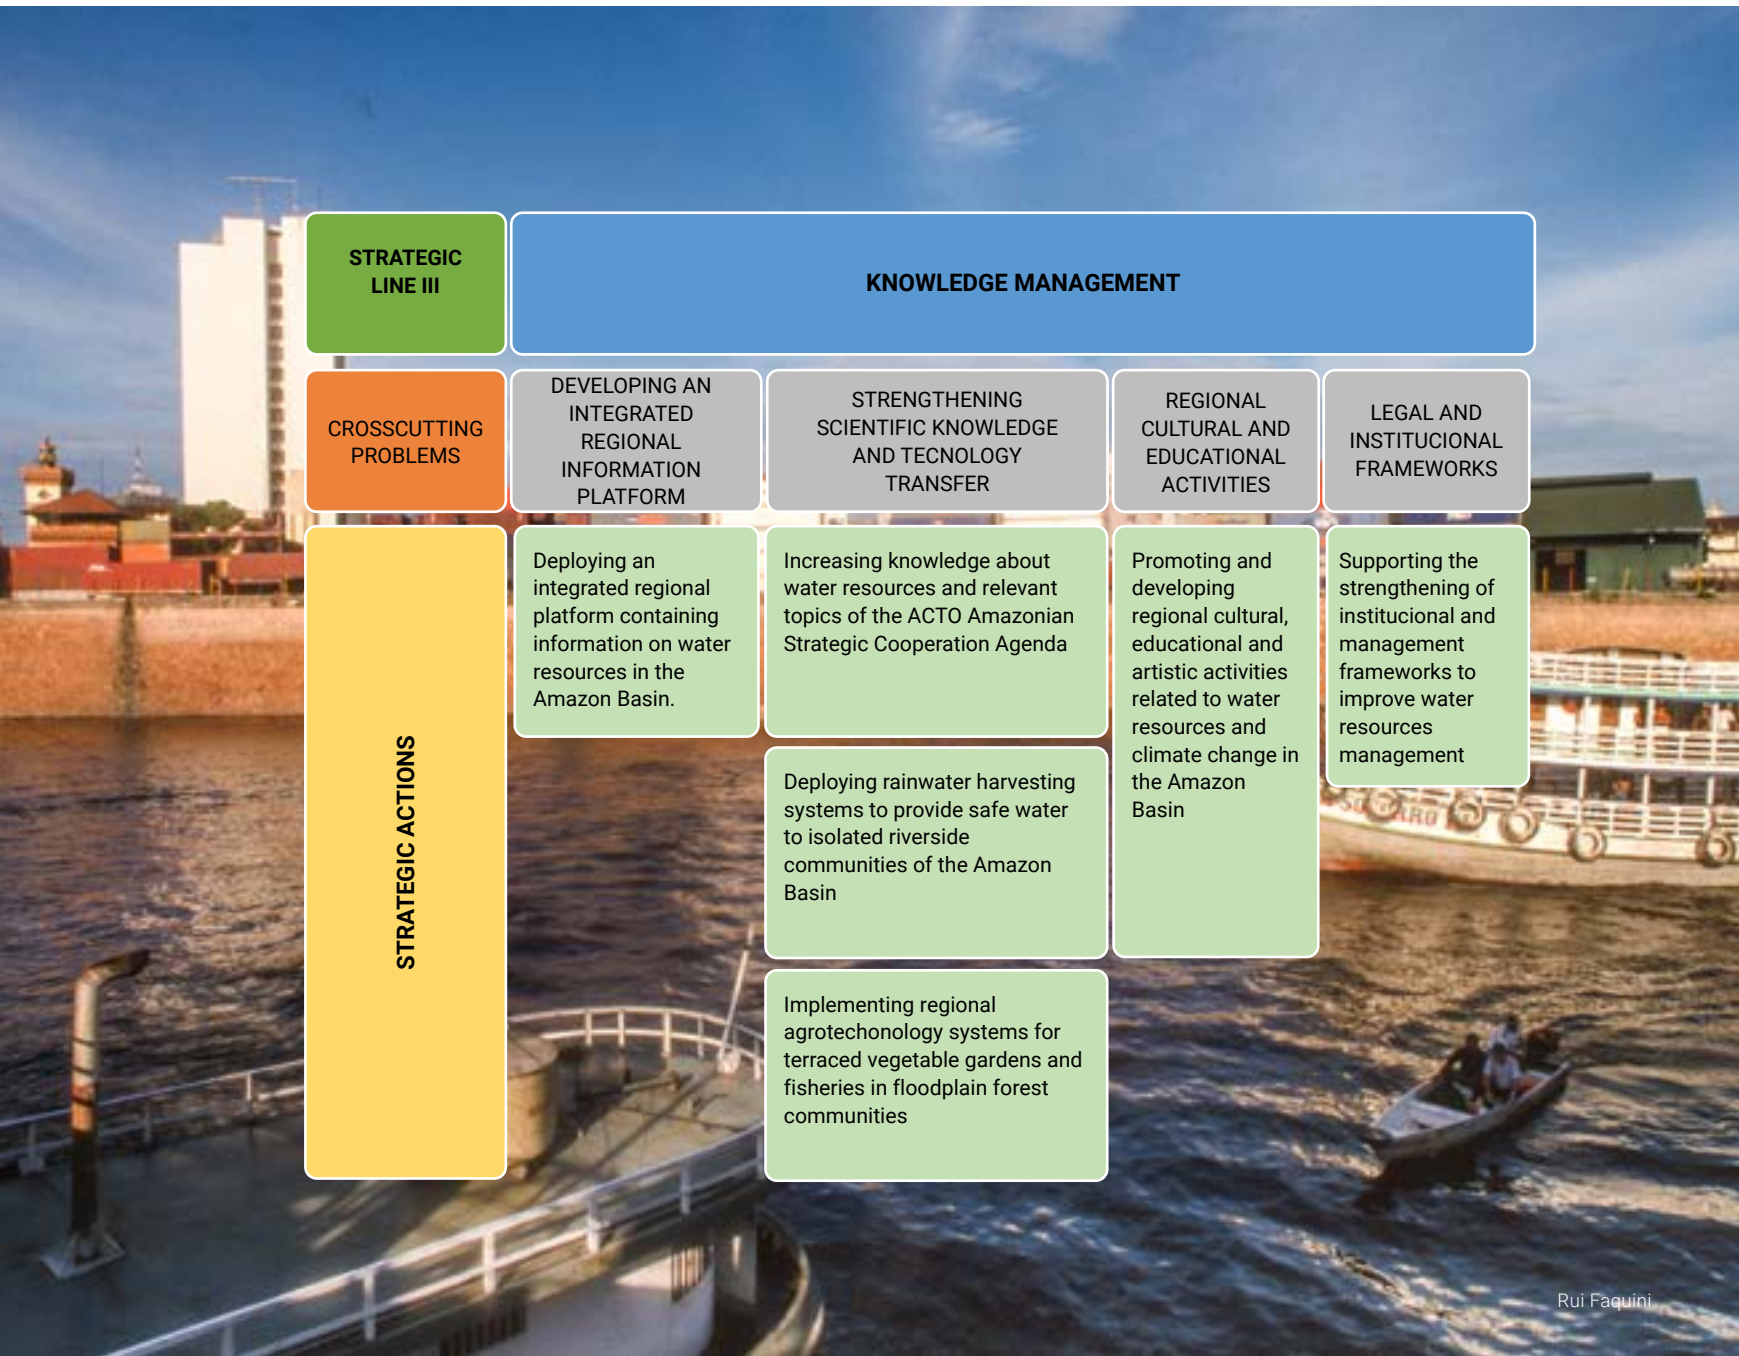 STRATEGIC
LINE III
KNOWLEDGE MANAGEMENT
CROSSCUTTING
PROBLEMS
DEVELOPING AN
INTEGRATED
REGIONAL
INFORMATION
PLATFORM
STRENGTHENING
SCIENTIFIC KNOWLEDGE
AND TECNOLOGY
TRANSFER
REGIONAL
CULTURAL AND
EDUCATIONAL
ACTIVITIES
LEGAL AND
INSTITUCIONAL
FRAMEWORKS
STRATEGIC ACTIONS
Deploying an
integrated regional
platform containing
information on water
resources in the
Amazon Basin.
Increasing knowledge about
water resources and relevant
topics of the ACTO Amazonian
Strategic Cooperation Agenda
Deploying rainwater harvesting
systems to provide safe water
to isolated riverside
communities of the Amazon
Basin
Implementing regional
agrotechonology systems for
terraced vegetable gardens and
fisheries in floodplain forest
communities
Promoting and
developing
regional cultural,
educational and
artistic activities
related to water
resources and
climate change in
the Amazon
Basin
Supporting the
strengthening of
institucional and
management
frameworks to
improve water
resources
management
Rui Faquini